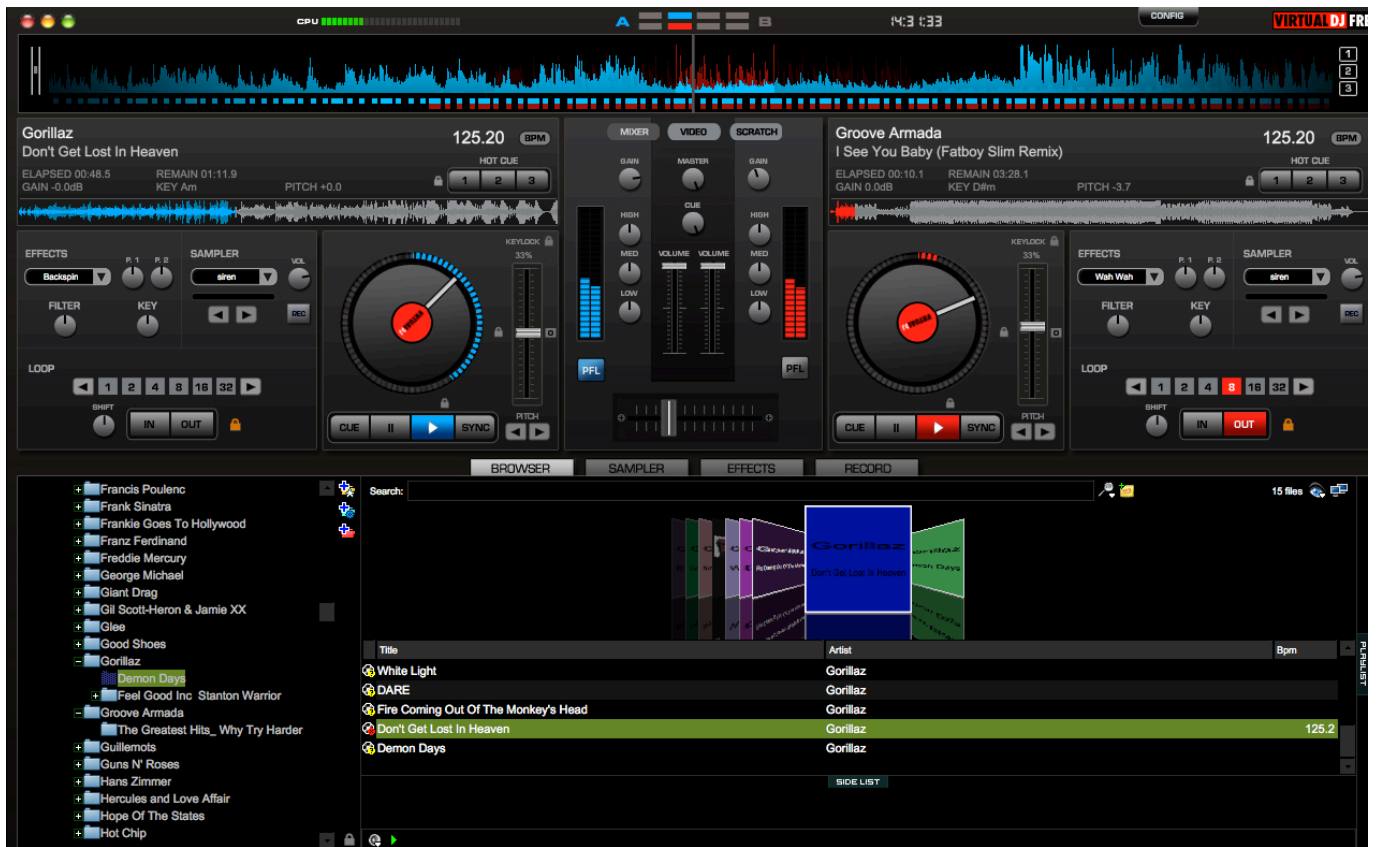 CPU
A B
14:31:33
CONFIG
VIRTUAL DJ FRE
1
2
3
Gorillaz
Don't Get Lost In Heaven
125.20 BPM
HOT CUE
ELAPSED 00:48.5 REMAIN 01:11.9
GAIN -0.0dB KEY Am PITCH +0.0
1 2 3
MIXER VIDEO SCRATCH
GAIN MASTER GAIN
CUE
HIGH HIGH
MED VOLUME VOLUME MED
LOW LOW
PFL PFL
Groove Armada
I See You Baby (Fatboy Slim Remix)
125.20 BPM
HOT CUE
ELAPSED 00:10.1 REMAIN 03:28.1
GAIN 0.0dB KEY D#m PITCH -3.7
1 2 3
EFFECTS P. 1 P. 2 SAMPLER VOL
Backspin siren
FILTER KEY REC
LOOP
1 2 4 8 16 32
SHIFT
IN OUT
KEYLOCK
33%
CUE II SYNC
PITCH
KEYLOCK
33%
CUE II SYNC
PITCH
EFFECTS P. 1 P. 2 SAMPLER VOL
Wah Wah siren
FILTER KEY REC
LOOP
1 2 4 8 16 32
SHIFT
IN OUT
BROWSER SAMPLER EFFECTS RECORD
Francis Poulenc
Frank Sinatra
Frankie Goes To Hollywood
Franz Ferdinand
Freddie Mercury
George Michael
Giant Drag
Gil Scott-Heron & Jamie XX
Glee
Good Shoes
Gorillaz
Demon Days
Feel Good Inc Stanton Warrior
Groove Armada
The Greatest Hits_ Why Try Harder
Guillemots
Guns N' Roses
Hans Zimmer
Hercules and Love Affair
Hope Of The States
Hot Chip
Search:
15 files
Gorillaz
Don't Get Lost In Heaven
Title Artist Bpm
White Light Gorillaz
DARE Gorillaz
Fire Coming Out Of The Monkey's Head Gorillaz
Don't Get Lost In Heaven Gorillaz 125.2
Demon Days Gorillaz
SIDE LIST
PLAYLIST